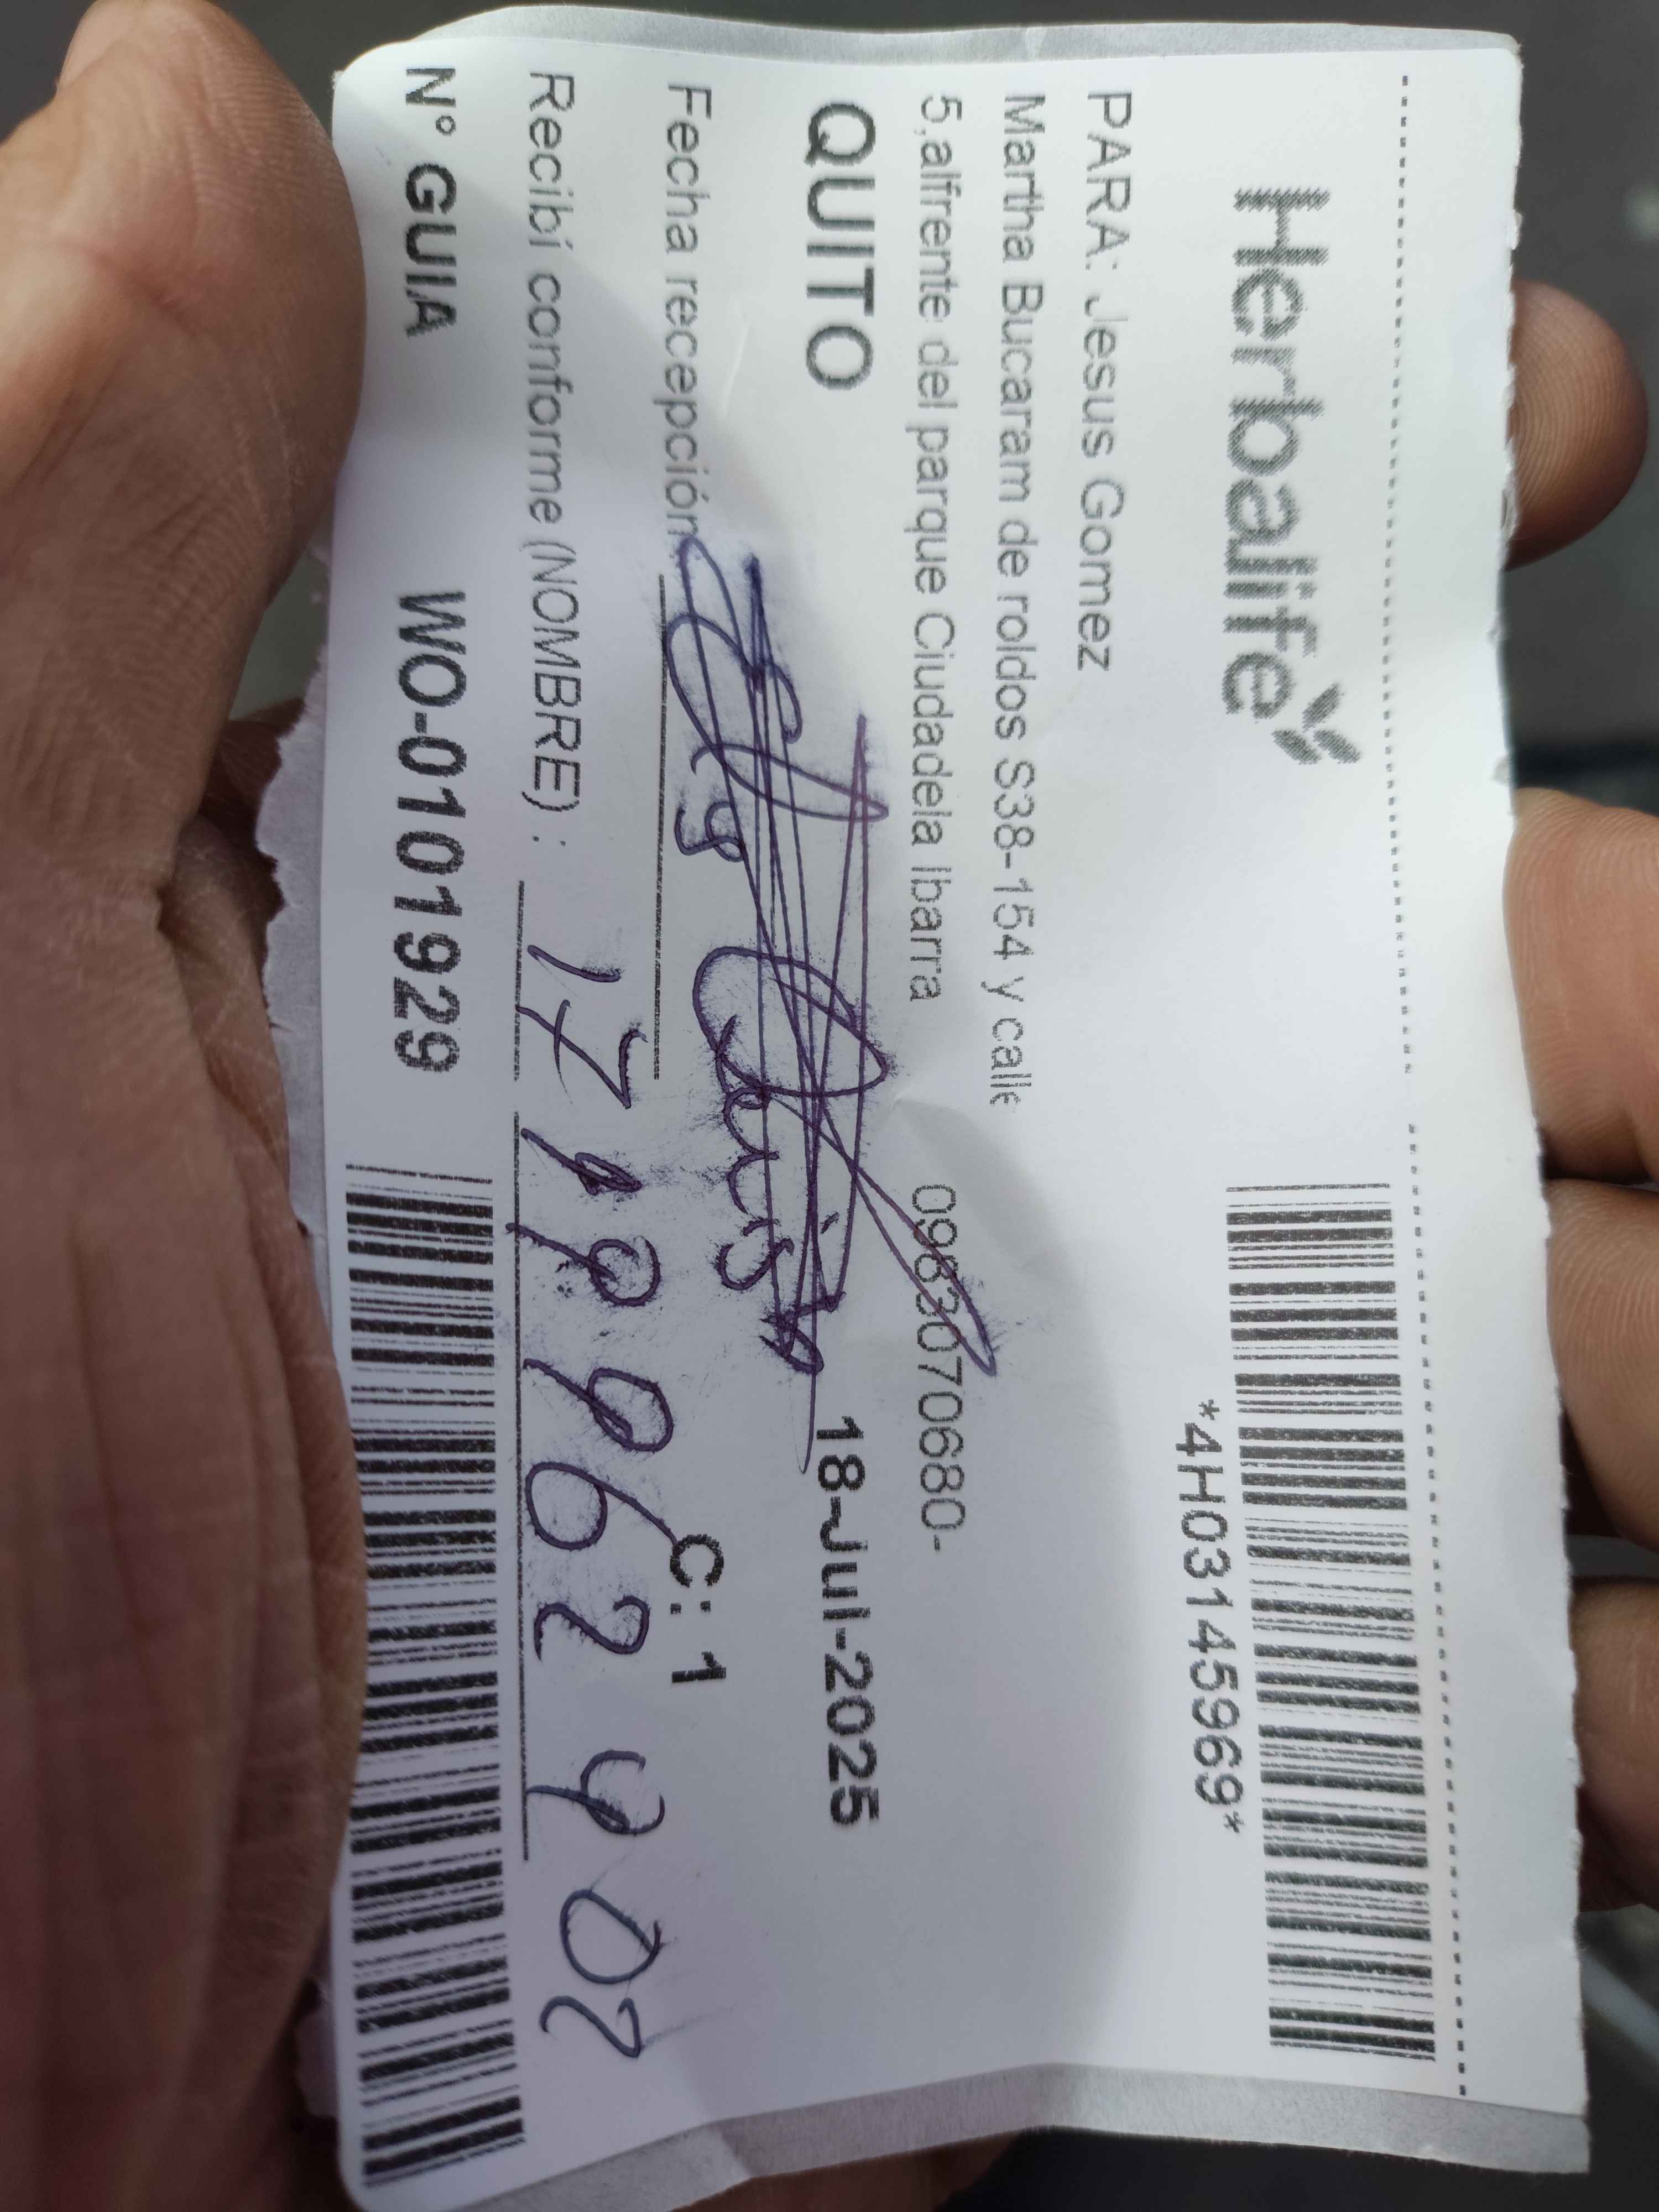 Herbalife
*4H03145969*
PARA: Jesus Gomez
Martha Bucaram de roldos S38-154 y calle
5,alfrente del parque Ciudadela Ibarra 0983070680-
QUITO 18-Jul-2025
Fecha recepción
C: 1
Recibí conforme (NOMBRE) :
N° GUIA WO-0101929